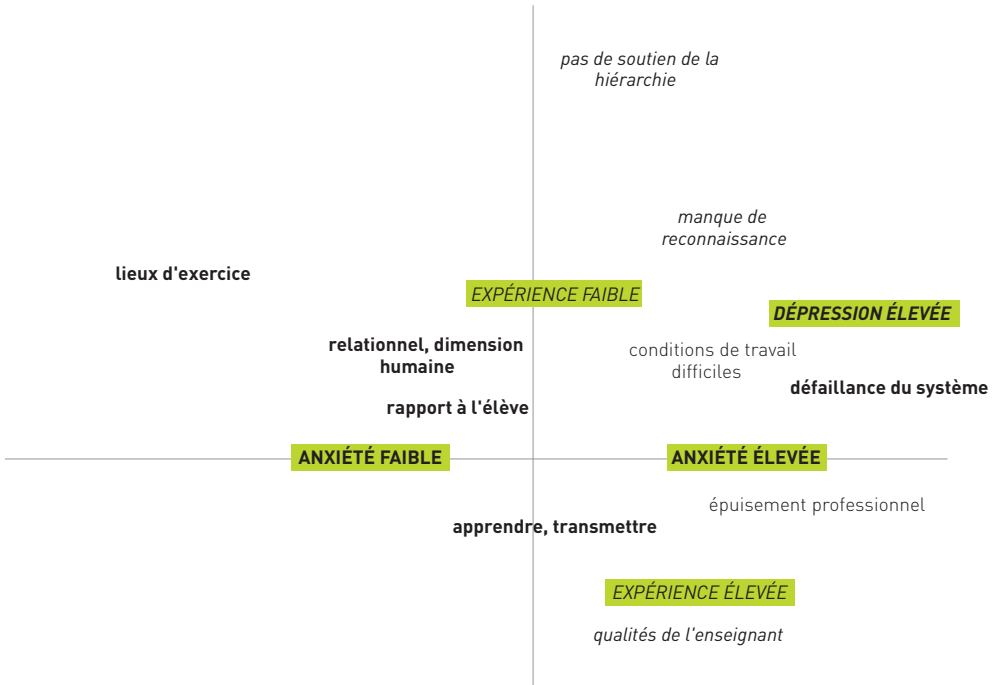 pas de soutien de la
hiérarchie
manque de
reconnaissance
lieux d'exercice
EXPÉRIENCE FAIBLE
DÉPRESSION ÉLEVÉE
relationnel, dimension
humaine
conditions de travail
difficiles
défaillance du système
rapport à l'élève
ANXIÉTÉ FAIBLE
ANXIÉTÉ ÉLEVÉE
épuisement professionnel
apprendre, transmettre
EXPÉRIENCE ÉLEVÉE
qualités de l'enseignant